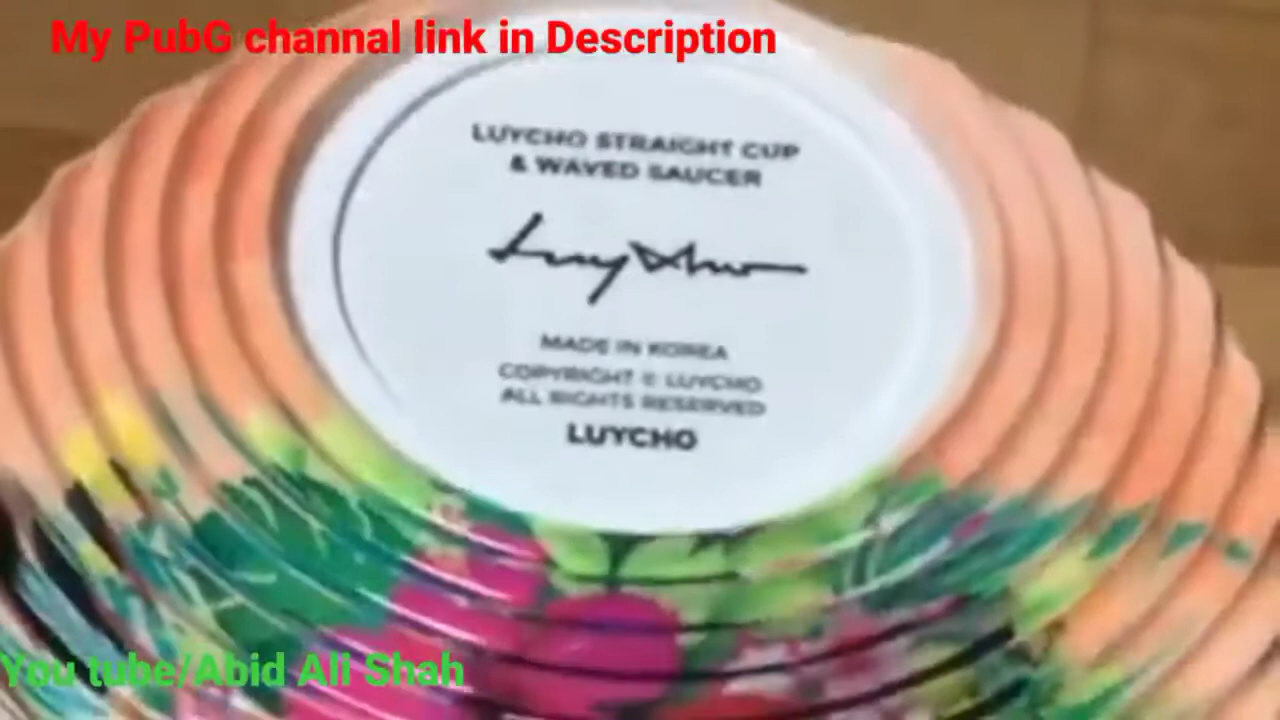 My PubG channal link in Description
LUYCHO STRAIGHT CUP
& WAVED SAUCER
Luycho
MADE IN KOREA
COPYRIGHT © LUYCHO
ALL RIGHTS RESERVED
LUYCHO
You tube/Abid Ali Shah